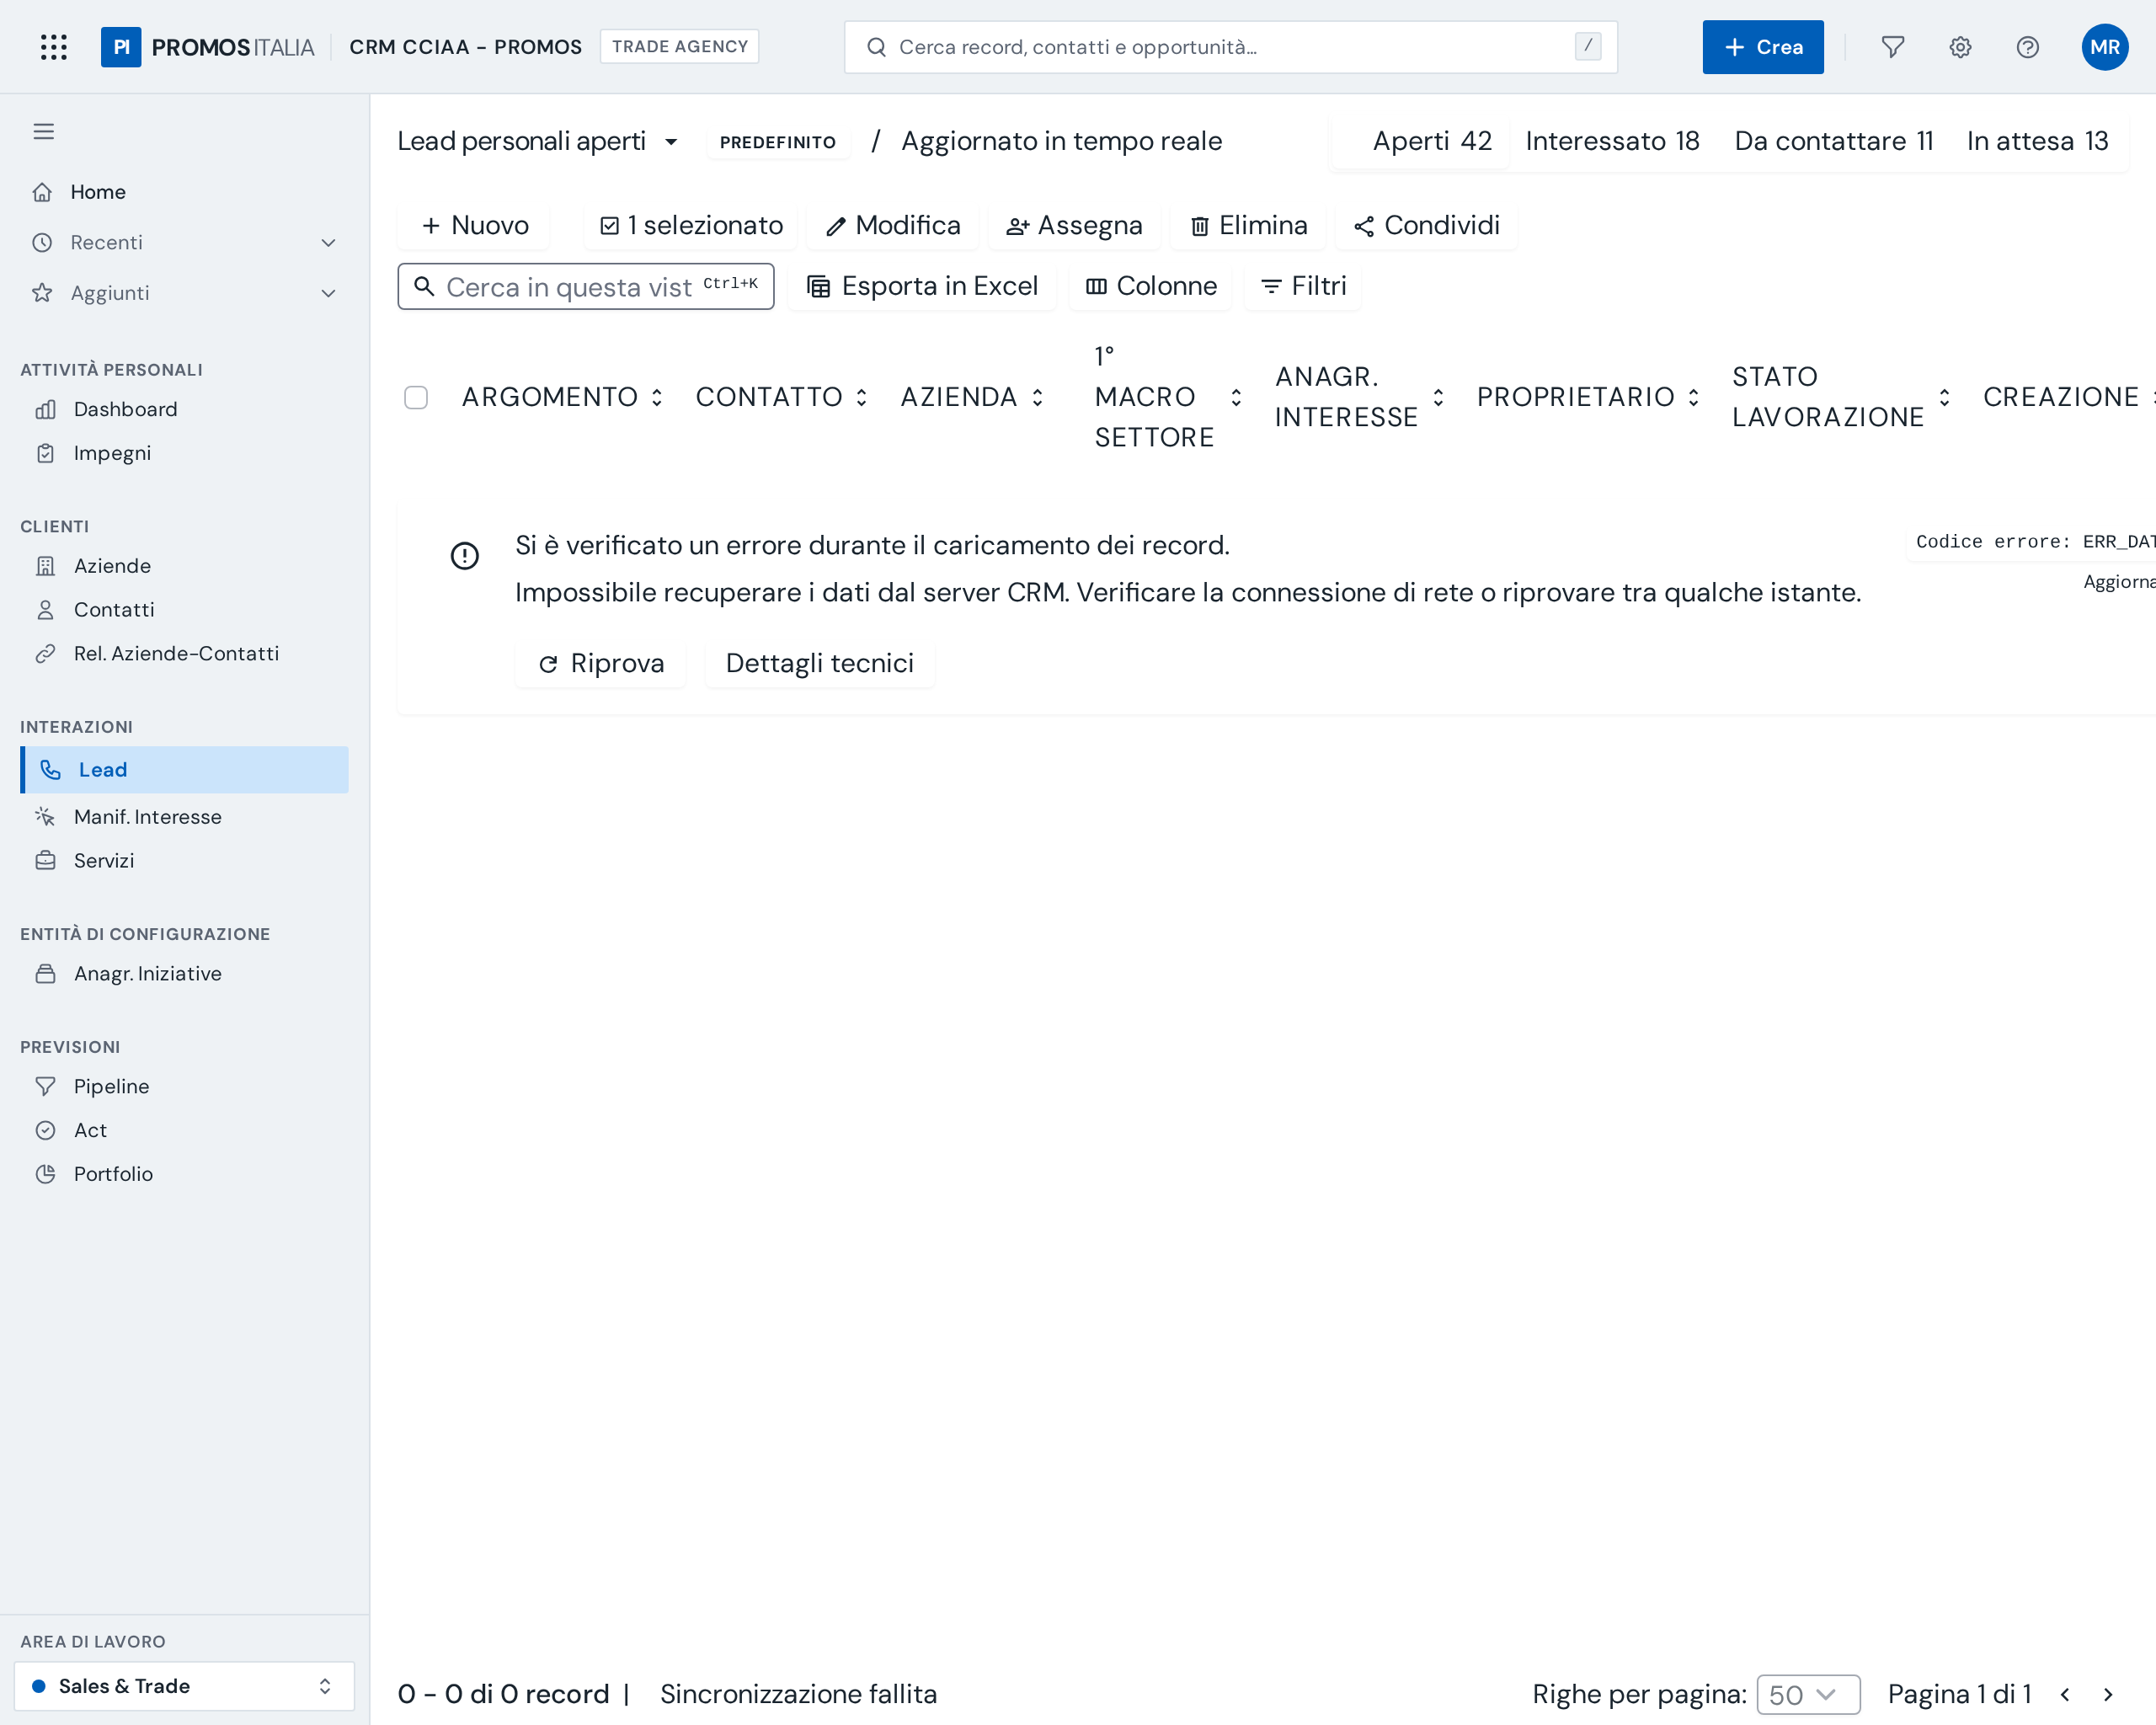 PI PROMOS ITALIA CRM CCIAA - PROMOS TRADE AGENCY Cerca record, contatti e opportunità... / Crea MR
Home
Recenti
Aggiunti
ATTIVITÀ PERSONALI
Dashboard
Impegni
CLIENTI
Aziende
Contatti
Rel. Aziende-Contatti
INTERAZIONI
Lead
Manif. Interesse
Servizi
ENTITÀ DI CONFIGURAZIONE
Anagr. Iniziative
PREVISIONI
Pipeline
Act
Portfolio
AREA DI LAVORO
Sales & Trade
Lead personali aperti PREDEFINITO / Aggiornato in tempo reale Aperti 42 Interessato 18 Da contattare 11 In attesa 13
Nuovo 1 selezionato Modifica Assegna Elimina Condividi
Cerca in questa vist Ctrl+K Esporta in Excel Colonne Filtri
ARGOMENTO CONTATTO AZIENDA 1° MACRO SETTORE ANAGR. INTERESSE PROPRIETARIO STATO LAVORAZIONE CREAZIONE
Si è verificato un errore durante il caricamento dei record.
Codice errore: ERR_DAT
Impossibile recuperare i dati dal server CRM. Verificare la connessione di rete o riprovare tra qualche istante.
Aggiorna
Riprova Dettagli tecnici
0 - 0 di 0 record | Sincronizzazione fallita Righe per pagina: 50 Pagina 1 di 1